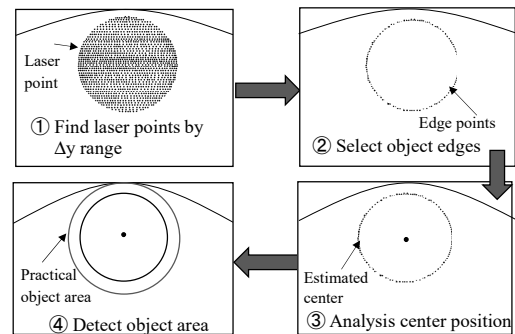 Laser
point
① Find laser points by
Δy range
Edge points
② Select object edges
Practical
object area
④ Detect object area
Estimated
center
③ Analysis center position